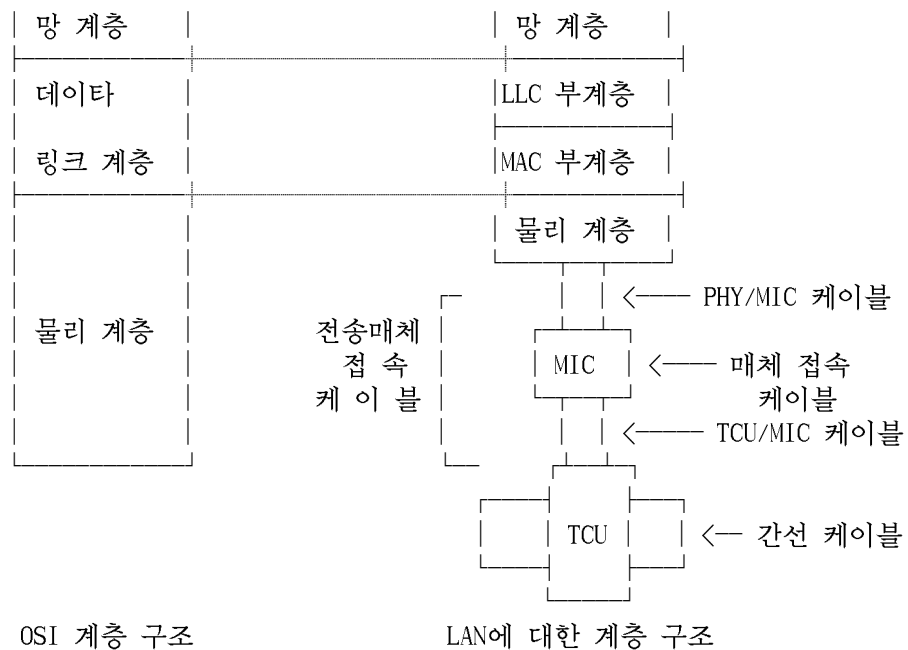 망 계층 망 계층
데이타 LLC 부계층
링크 계층 MAC 부계층
물리 계층
PHY/MIC 케이블
물리 계층 전송매체
접 속 MIC 매체 접속
케 이 블 케이블
TCU/MIC 케이블
TCU 간선 케이블
OSI 계층 구조 LAN에 대한 계층 구조